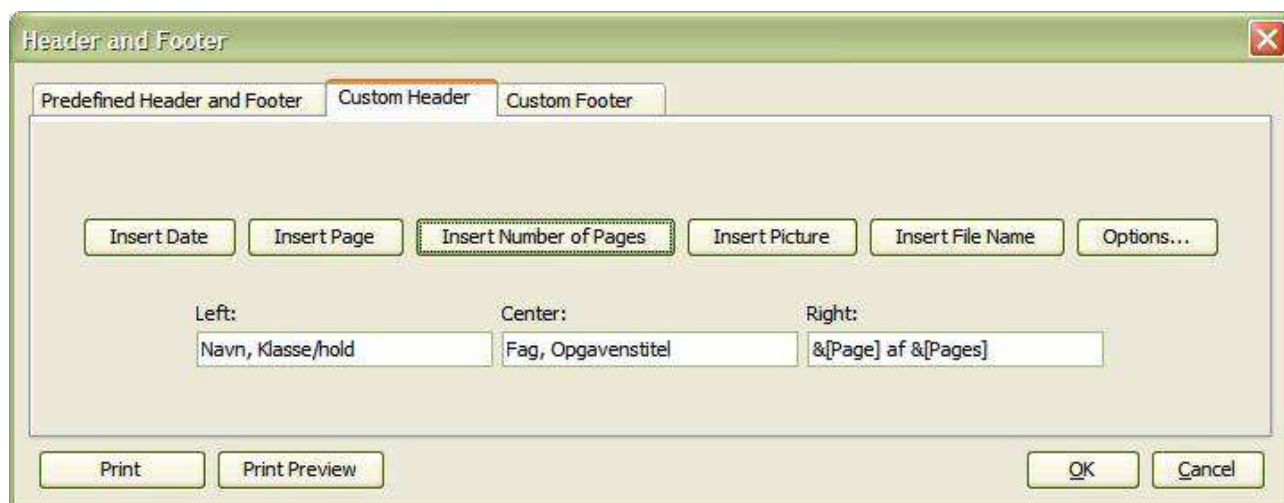 Header and Footer
Predefined Header and Footer Custom Header Custom Footer
Insert Date Insert Page Insert Number of Pages Insert Picture Insert File Name Options...
Left: Center: Right:
Navn, Klasse/hold Fag, Opgavenstitel &[Page] af &[Pages]
Print Print Preview OK Cancel